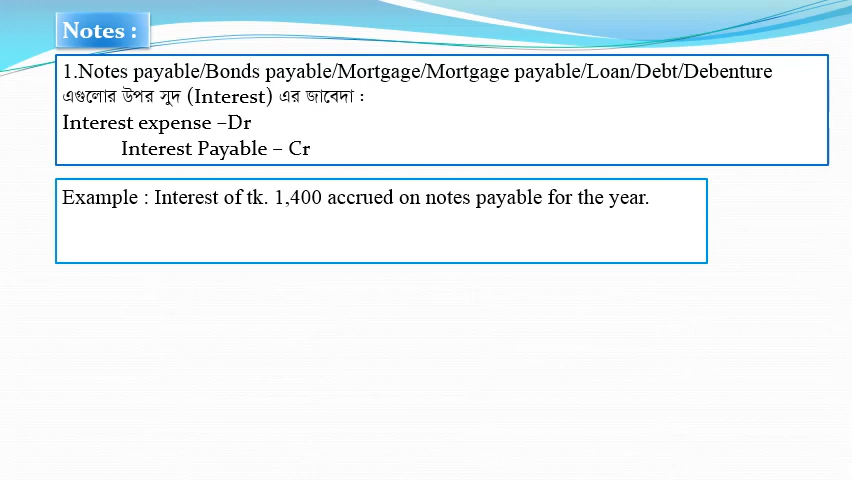 Notes :
1.Notes payable/Bonds payable/Mortgage/Mortgage payable/Loan/Debt/Debenture
এগুলোর উপর সুদ (Interest) এর জাবেদা :
Interest expense –Dr
Interest Payable – Cr
Example : Interest of tk. 1,400 accrued on notes payable for the year.